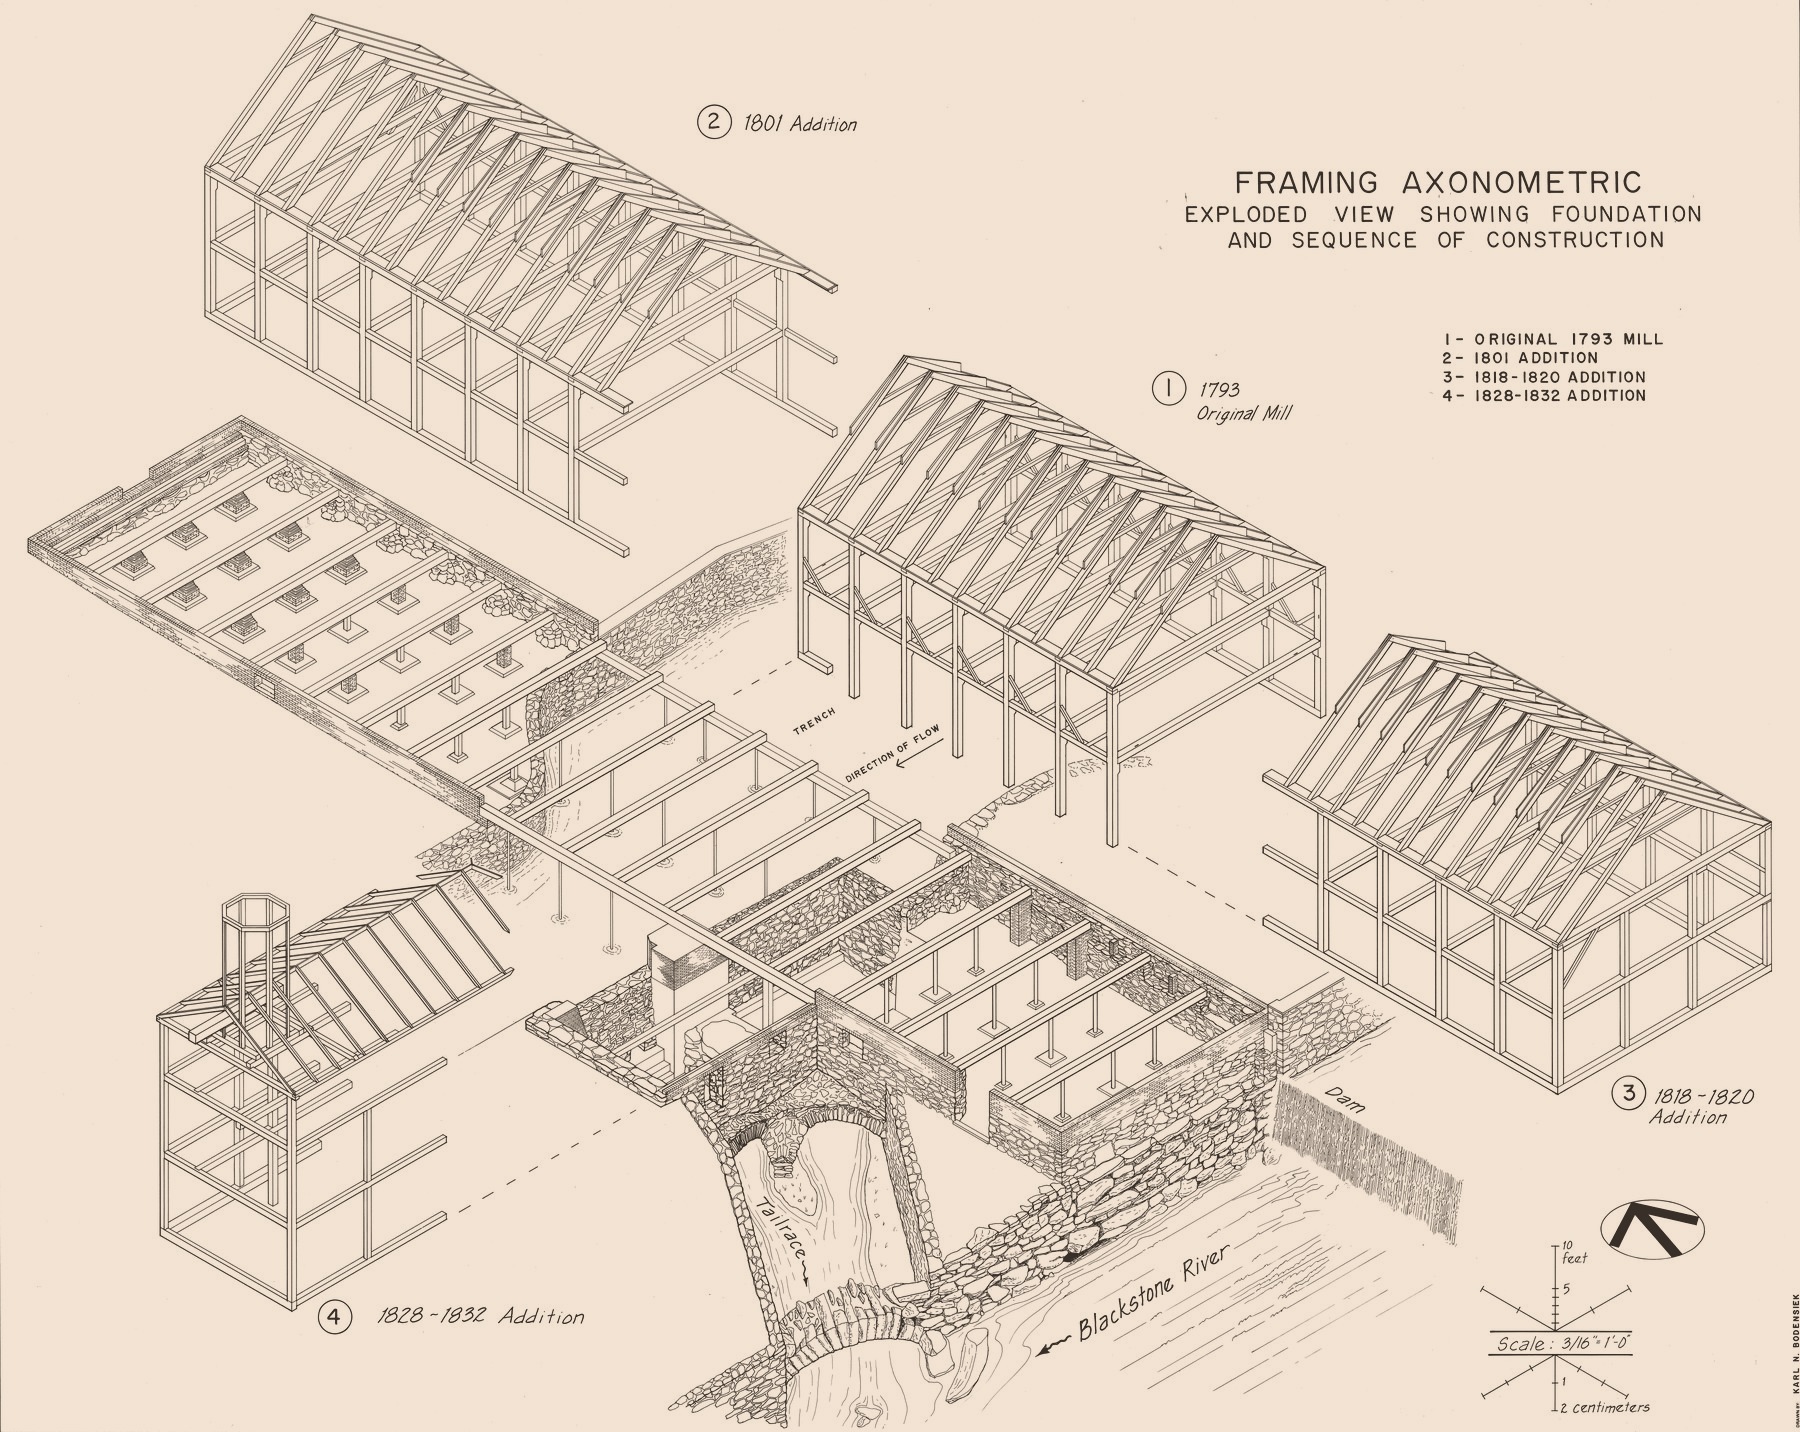 2 1801 Addition
FRAMING AXONOMETRIC
EXPLODED VIEW SHOWING FOUNDATION
AND SEQUENCE OF CONSTRUCTION
1- ORIGINAL 1793 MILL
2- 1801 ADDITION
3- 1818-1820 ADDITION
4- 1828-1832 ADDITION
1 1793
Original Mill
TRENCH
DIRECTION OF FLOW
3 1818-1820
Addition
Dam
Tailrace
Blackstone River
4 1828-1832 Addition
10
feet
5
Scale: 3/16"=1'-0"
1
2 centimeters
DRAWN BY: KARL N. BODENSIEK